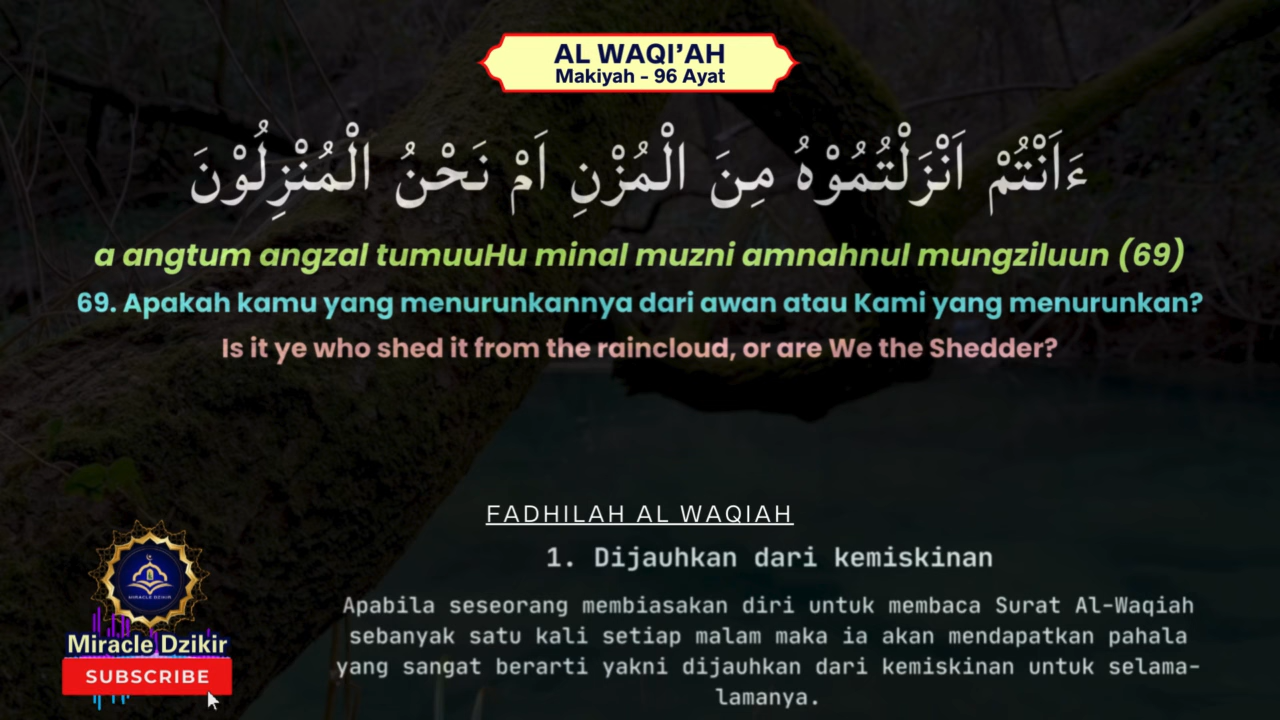 AL WAQI'AH
Makiyah - 96 Ayat
ءَاَنْتُمْ اَنْزَلْتُمُوْهُ مِنَ الْمُزْنِ اَمْ نَحْنُ الْمُنْزِلُوْنَ
a angtum angzal tumuuHu minal muzni amnahnul mungziluun (69)
69. Apakah kamu yang menurunkannya dari awan atau Kami yang menurunkan?
Is it ye who shed it from the raincloud, or are We the Shedder?
FADHILAH AL WAQIAH
1. Dijauhkan dari kemiskinan
Apabila seseorang membiasakan diri untuk membaca Surat Al-Waqiah
sebanyak satu kali setiap malam maka ia akan mendapatkan pahala
yang sangat berarti yakni dijauhkan dari kemiskinan untuk selama-
lamanya.
MIRACLE DZIKIR
Miracle Dzikir
SUBSCRIBE